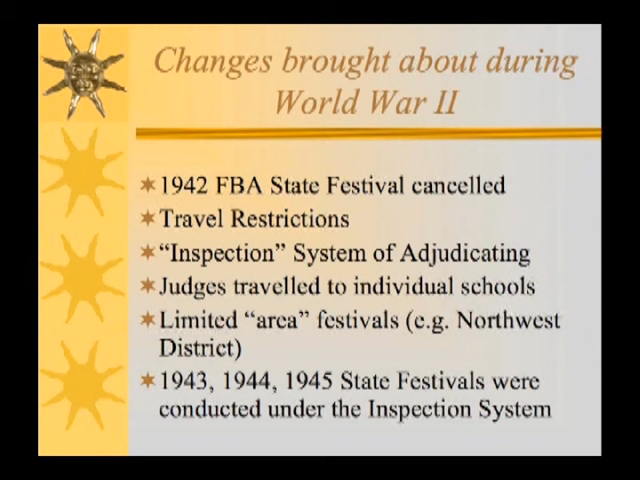 Changes brought about during
World War II
1942 FBA State Festival cancelled
Travel Restrictions
“Inspection” System of Adjudicating
Judges travelled to individual schools
Limited “area” festivals (e.g. Northwest
District)
1943, 1944, 1945 State Festivals were
conducted under the Inspection System